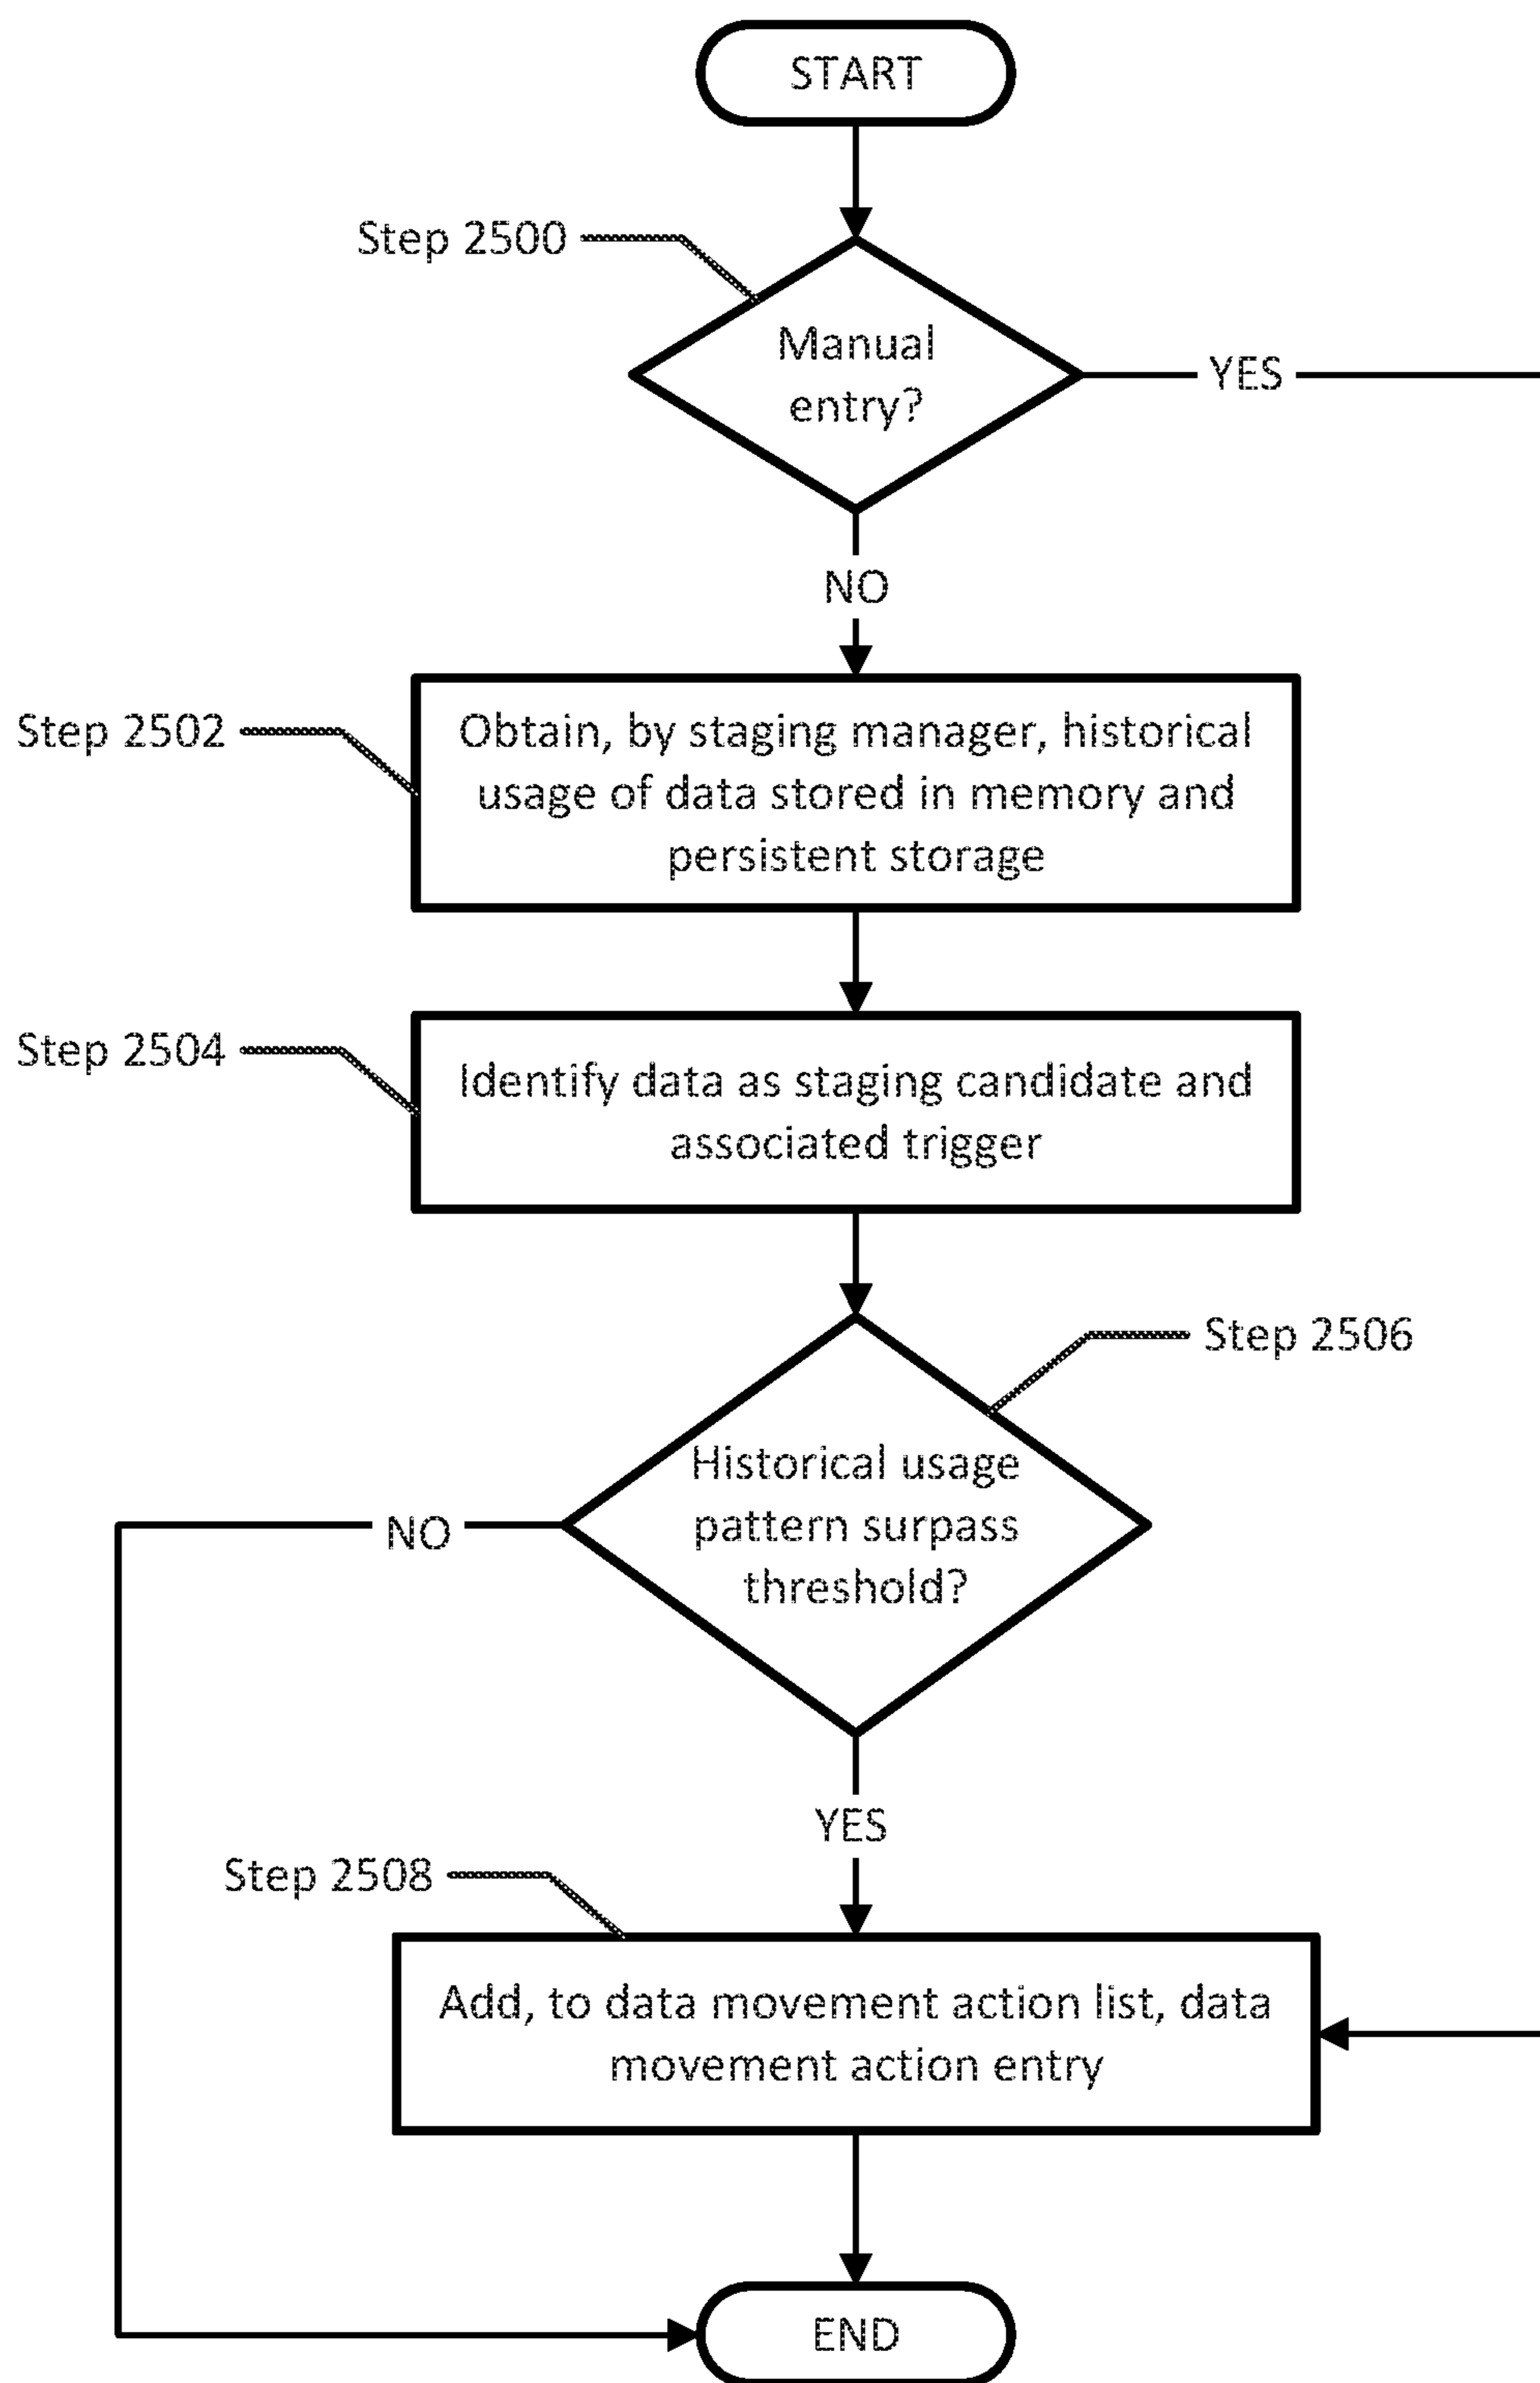 START
Step 2500
Manual
entry?
YES
NO
Step 2502
Obtain, by staging manager, historical
usage of data stored in memory and
persistent storage
Step 2504
Identify data as staging candidate and
associated trigger
Step 2506
Historical usage
pattern surpass
threshold?
NO
YES
Step 2508
Add, to data movement action list, data
movement action entry
END